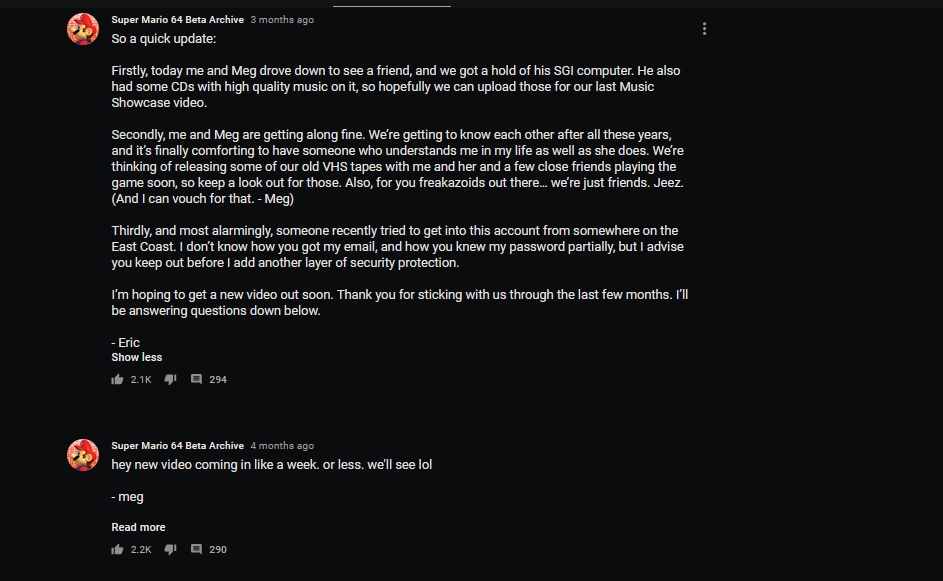 Super Mario 64 Beta Archive 3 months ago
So a quick update:
Firstly, today me and Meg drove down to see a friend, and we got a hold of his SGI computer. He also
had some CDs with high quality music on it, so hopefully we can upload those for our last Music
Showcase video.
Secondly, me and Meg are getting along fine. We're getting to know each other after all these years,
and it's finally comforting to have someone who understands me in my life as well as she does. We're
thinking of releasing some of our old VHS tapes with me and her and a few close friends playing the
game soon, so keep a look out for those. Also, for you freakazoids out there… we're just friends. Jeez.
(And I can vouch for that. - Meg)
Thirdly, and most alarmingly, someone recently tried to get into this account from somewhere on the
East Coast. I don't know how you got my email, and how you knew my password partially, but I advise
you keep out before I add another layer of security protection.
I'm hoping to get a new video out soon. Thank you for sticking with us through the last few months. I'll
be answering questions down below.
- Eric
Show less
2.1K 294
Super Mario 64 Beta Archive 4 months ago
hey new video coming in like a week. or less. we'll see lol
- meg
Read more
2.2K 290